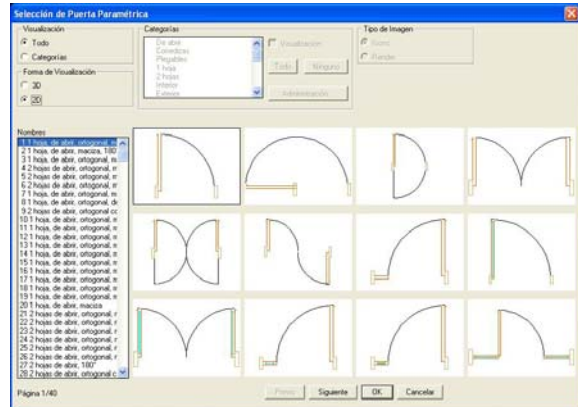 Selección de Puerta Paramétrica
Visualización
Todo
Categorías
Forma de Visualización
3D
2D
Categorías
De abrir
Corredizas
Plegables
1 hoja
2 hojas
Interior
Exterior
Visualización
Todo
Ninguno
Administración
Tipo de Imagen
Render
Nombres
1 1 hoja, de abrir, ortogonal, m
2 1 hoja, de abrir, maciza, 180°
3 1 hoja, de abrir, ortogonal, m
4 2 hojas de abrir, ortogonal, m
5 2 hojas de abrir, ortogonal, m
6 2 hojas de abrir, ortogonal, m
7 1 hoja, de abrir, ortogonal, m
8 1 hoja, de abrir, ortogonal, de
9 2 hojas de abrir, ortogonal cc
10 1 hoja, de abrir, ortogonal, m
11 1 hoja, de abrir, ortogonal, m
12 1 hoja, de abrir, ortogonal, m
13 1 hoja, de abrir, ortogonal, m
14 1 hoja, de abrir, ortogonal, m
15 1 hoja, de abrir, ortogonal, m
16 1 hoja, de abrir, ortogonal, m
17 1 hoja, de abrir, ortogonal, m
18 1 hoja, de abrir, ortogonal, m
19 1 hoja, de abrir, ortogonal, m
20 1 hoja, de abrir, maciza
21 2 hojas de abrir, ortogonal, r
22 2 hojas de abrir, ortogonal, r
23 2 hojas de abrir, ortogonal, r
24 2 hojas de abrir, ortogonal, r
25 2 hojas de abrir, ortogonal, r
26 2 hojas de abrir, ortogonal, r
27 2 hojas de abrir, 180°
28 2 hojas de abrir, ortogonal c
Página 1/40
Previo
Siguiente
OK
Cancelar